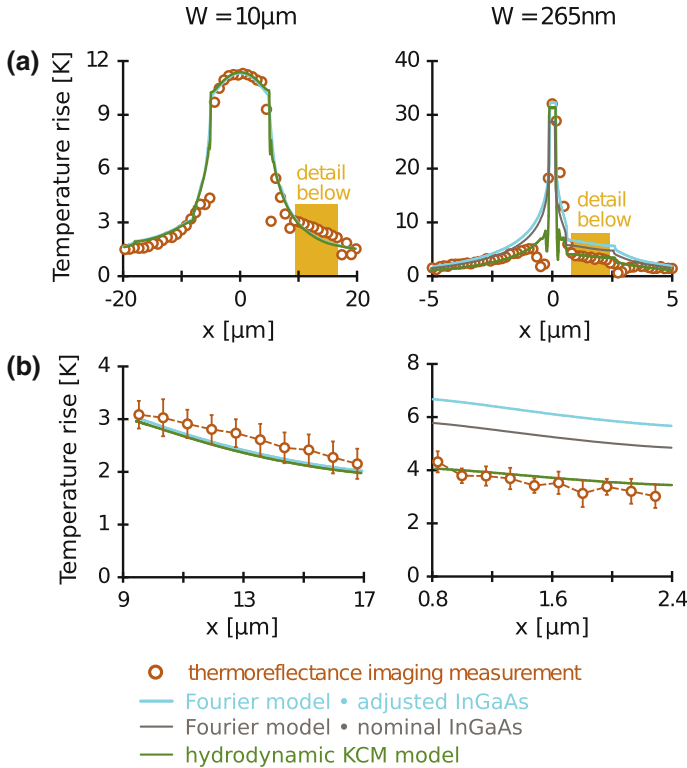 W = 10µm
W = 265nm
(a)
Temperature rise [K]
12
9
6
3
0
detail
below
-20
0
20
x [µm]
40
30
20
10
0
detail
below
-5
0
5
x [µm]
(b)
Temperature rise [K]
4
3
2
1
0
9
13
17
x [µm]
8
6
4
2
0
0.8
1.6
2.4
x [µm]
thermoreflectance imaging measurement
Fourier model • adjusted InGaAs
Fourier model • nominal InGaAs
hydrodynamic KCM model